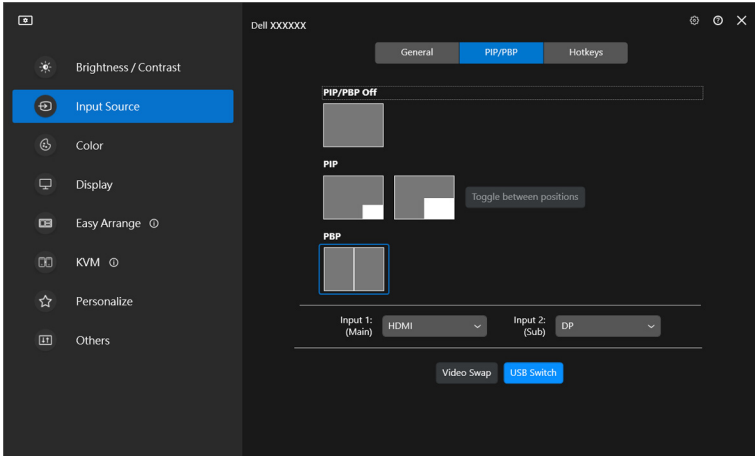 Dell XXXXXX
Brightness / Contrast
Input Source
Color
Display
Easy Arrange
KVM
Personalize
Others
General
PIP/PBP
Hotkeys
PIP/PBP Off
PIP
Toggle between positions
PBP
Input 1:
(Main)
HDMI
Input 2:
(Sub)
DP
Video Swap
USB Switch